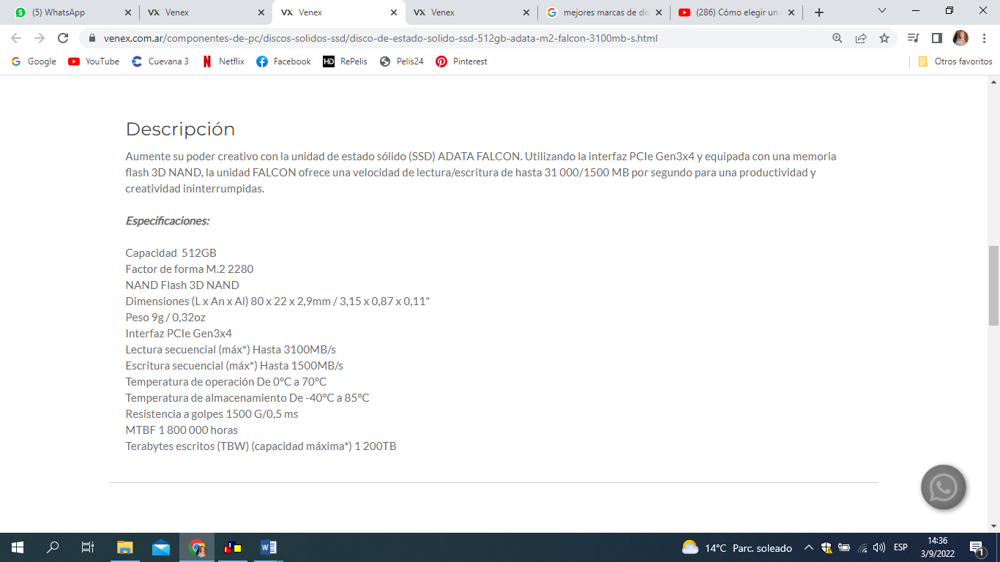 (5) WhatsApp
Venex
Venex
Venex
mejores marcas de dis
(286) Cómo elegir un
venex.com.ar/componentes-de-pc/discos-solidos-ssd/disco-de-estado-solido-ssd-512gb-adata-m2-falcon-3100mb-s.html
Google
YouTube
Cuevana 3
Netflix
Facebook
HD RePelis
Pelis24
Pinterest
Otros favoritos
Descripción
Aumente su poder creativo con la unidad de estado sólido (SSD) ADATA FALCON. Utilizando la interfaz PCIe Gen3x4 y equipada con una memoria
flash 3D NAND, la unidad FALCON ofrece una velocidad de lectura/escritura de hasta 31 000/1500 MB por segundo para una productividad y
creatividad ininterrumpidas.
Especificaciones:
Capacidad 512GB
Factor de forma M.2 2280
NAND Flash 3D NAND
Dimensiones (L x An x Al) 80 x 22 x 2,9mm / 3,15 x 0,87 x 0,11"
Peso 9g / 0,32oz
Interfaz PCIe Gen3x4
Lectura secuencial (máx*) Hasta 3100MB/s
Escritura secuencial (máx*) Hasta 1500MB/s
Temperatura de operación De 0°C a 70°C
Temperatura de almacenamiento De -40°C a 85°C
Resistencia a golpes 1500 G/0,5 ms
MTBF 1 800 000 horas
Terabytes escritos (TBW) (capacidad máxima*) 1 200TB
14°C Parc. soleado
ESP
14:36
3/9/2022
1